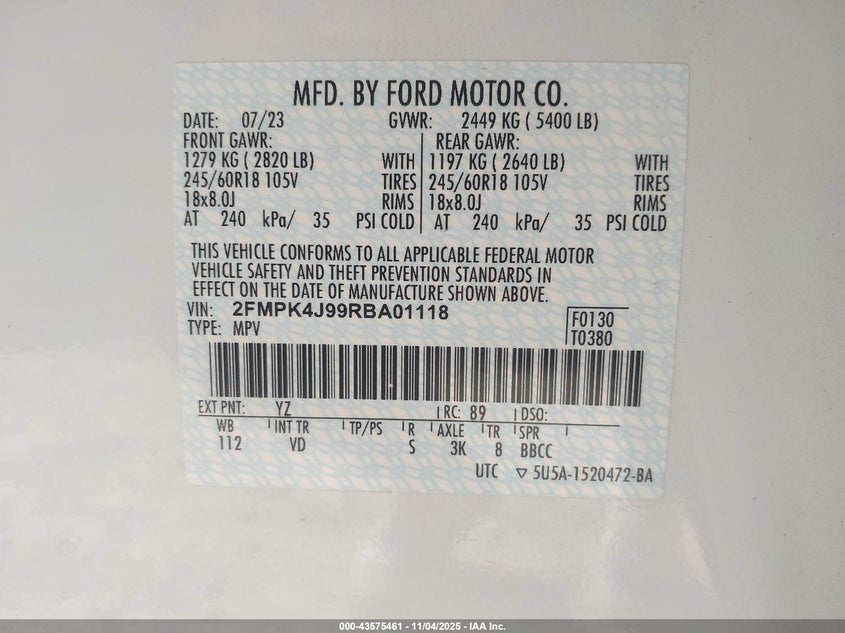 MFD. BY FORD MOTOR CO.
DATE: 07/23 GVWR: 2449 KG ( 5400 LB)
FRONT GAWR: REAR GAWR:
1279 KG ( 2820 LB) WITH 1197 KG ( 2640 LB) WITH
245/60R18 105V TIRES 245/60R18 105V TIRES
18x8.0J RIMS 18x8.0J RIMS
AT 240 kPa/ 35 PSI COLD AT 240 kPa/ 35 PSI COLD
THIS VEHICLE CONFORMS TO ALL APPLICABLE FEDERAL MOTOR
VEHICLE SAFETY AND THEFT PREVENTION STANDARDS IN
EFFECT ON THE DATE OF MANUFACTURE SHOWN ABOVE.
VIN: 2FMPK4J99RBA01118 F0130
TYPE: MPV T0380
EXT PNT: YZ RC: 89 DSO:
WB INT TR TP/PS R AXLE TR SPR
112 VD S 3K 8 BBCC
UTC ▽ 5U5A-1520472-BA
000-43575461 - 11/04/2025 - IAA Inc.